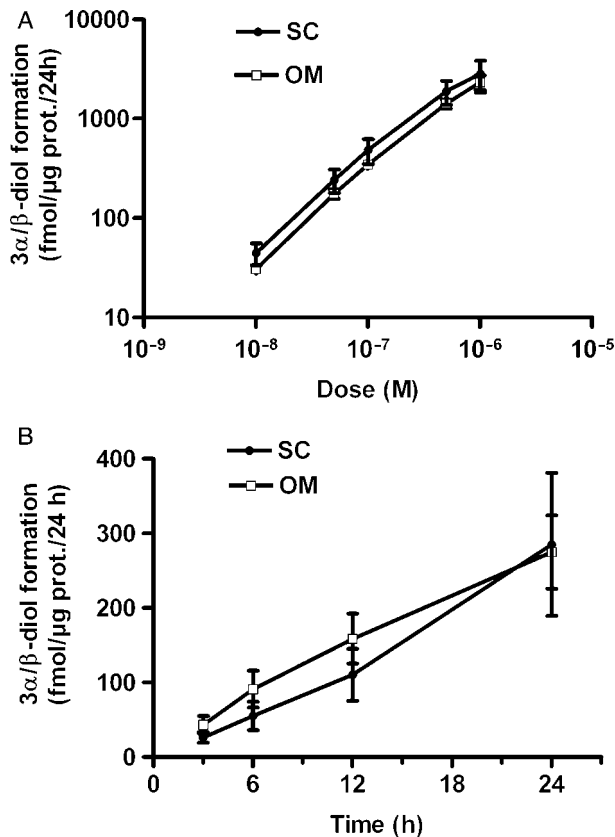 A
3α/β-diol formation
(fmol/μg prot./24h)
10000
1000
100
10
SC
OM
10⁻⁹
10⁻⁸
10⁻⁷
10⁻⁶
10⁻⁵
Dose (M)
B
3α/β-diol formation
(fmol/μg prot./24 h)
400
300
200
100
0
SC
OM
0
6
12
18
24
Time (h)